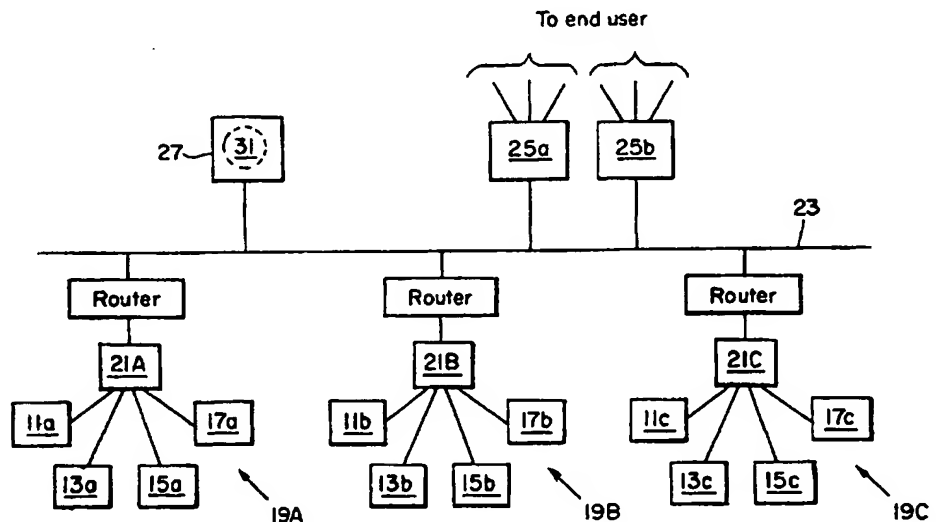 To end user
27
31
25a
25b
23
Router
Router
Router
21A
21B
21C
11a
17a
11b
17b
11c
17c
13a
15a
13b
15b
13c
15c
19A
19B
19C